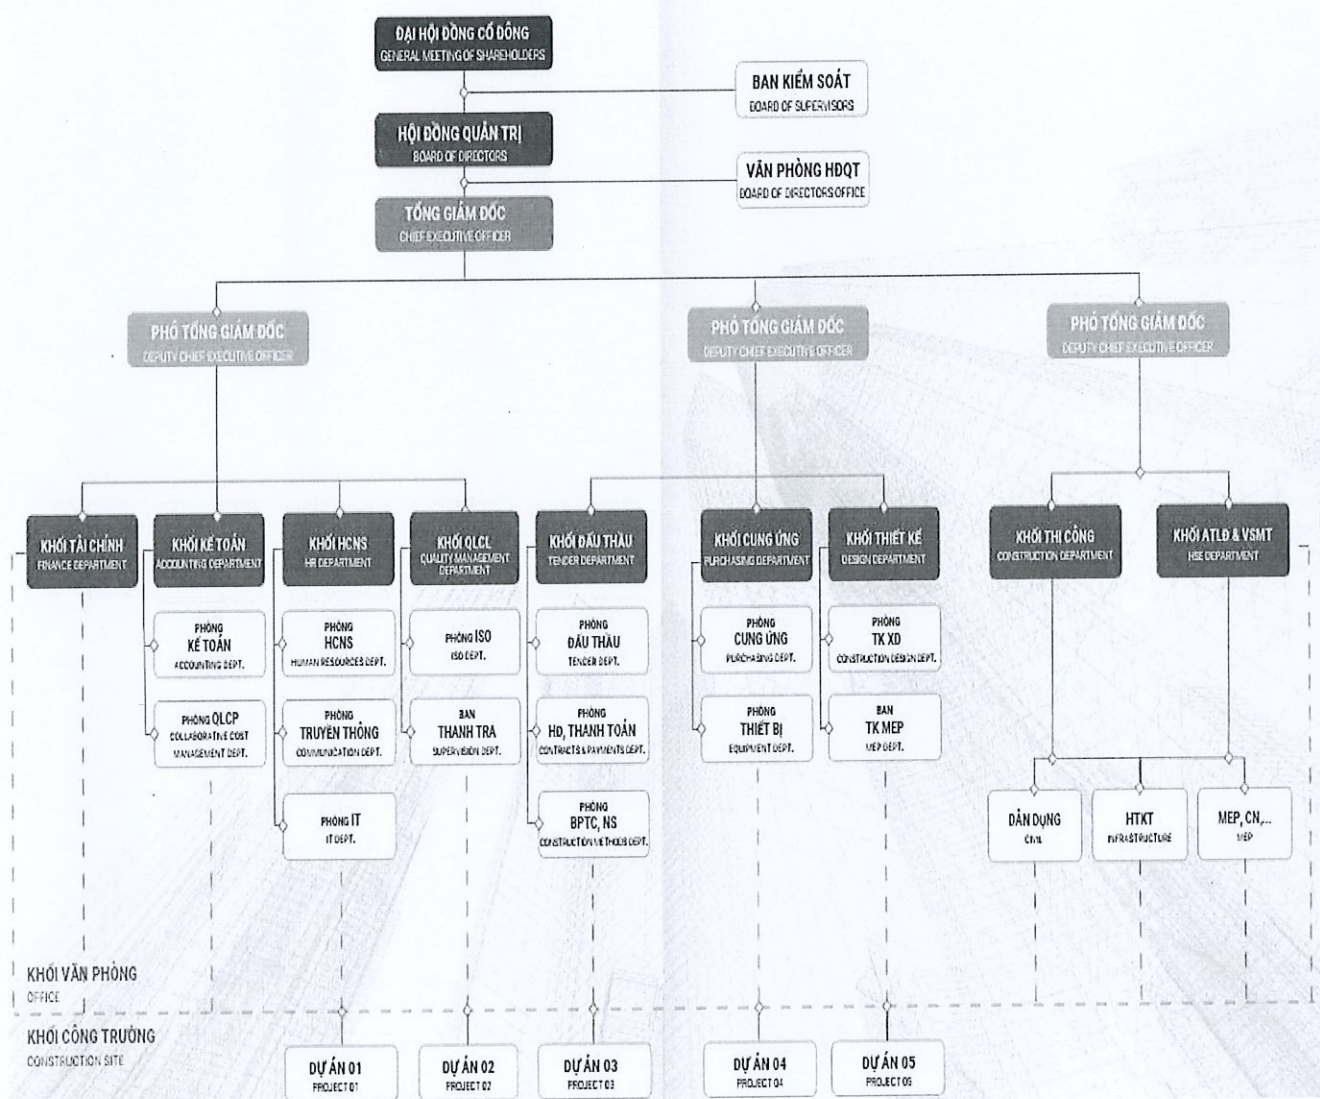 ĐẠI HỘI ĐỒNG CỔ ĐÔNG
GENERAL MEETING OF SHAREHOLDERS
BAN KIỂM SOÁT
BOARD OF SUPERVISORS
HỘI ĐỒNG QUẢN TRỊ
BOARD OF DIRECTORS
VĂN PHÒNG HĐQT
BOARD OF DIRECTORS OFFICE
TỔNG GIÁM ĐỐC
CHIEF EXECUTIVE OFFICER
PHÓ TỔNG GIÁM ĐỐC
DEPUTY CHIEF EXECUTIVE OFFICER
PHÓ TỔNG GIÁM ĐỐC
DEPUTY CHIEF EXECUTIVE OFFICER
PHÓ TỔNG GIÁM ĐỐC
DEPUTY CHIEF EXECUTIVE OFFICER
KHỐI TÀI CHÍNH
FINANCE DEPARTMENT
KHỐI KẾ TOÁN
ACCOUNTING DEPARTMENT
KHỐI HCNS
HR DEPARTMENT
KHỐI QLCL
QUALITY MANAGEMENT
DEPARTMENT
KHỐI ĐẤU THẦU
TENDER DEPARTMENT
KHỐI CUNG ỨNG
PURCHASING DEPARTMENT
KHỐI THIẾT KẾ
DESIGN DEPARTMENT
KHỐI THI CÔNG
CONSTRUCTION DEPARTMENT
KHỐI ATLĐ & VSMT
HSE DEPARTMENT
PHÒNG
KẾ TOÁN
ACCOUNTING DEPT.
PHÒNG
HCNS
HUMAN RESOURCES DEPT.
PHÒNG ISO
ISO DEPT.
PHÒNG
ĐẤU THẦU
TENDER DEPT.
PHÒNG
CUNG ỨNG
PURCHASING DEPT.
PHÒNG
TK XD
CONSTRUCTION DESIGN DEPT.
PHÒNG QLCP
COLLABORATIVE COST
MANAGEMENT DEPT.
PHÒNG
TRUYỀN THÔNG
COMMUNICATION DEPT.
BAN
THANH TRA
SUPERVISION DEPT.
PHÒNG
HĐ, THANH TOÁN
CONTRACTS & PAYMENTS DEPT.
PHÒNG
THIẾT BỊ
EQUIPMENT DEPT.
BAN
TK MEP
MEP DEPT.
PHÒNG IT
IT DEPT.
PHÒNG
BPTC, NS
CONSTRUCTION METHODS DEPT.
DÂN DỤNG
CIVIL
HTKT
INFRASTRUCTURE
MEP, CN,...
MEP
KHỐI VĂN PHÒNG
OFFICE
KHỐI CÔNG TRƯỜNG
CONSTRUCTION SITE
DỰ ÁN 01
PROJECT 01
DỰ ÁN 02
PROJECT 02
DỰ ÁN 03
PROJECT 03
DỰ ÁN 04
PROJECT 04
DỰ ÁN 05
PROJECT 05